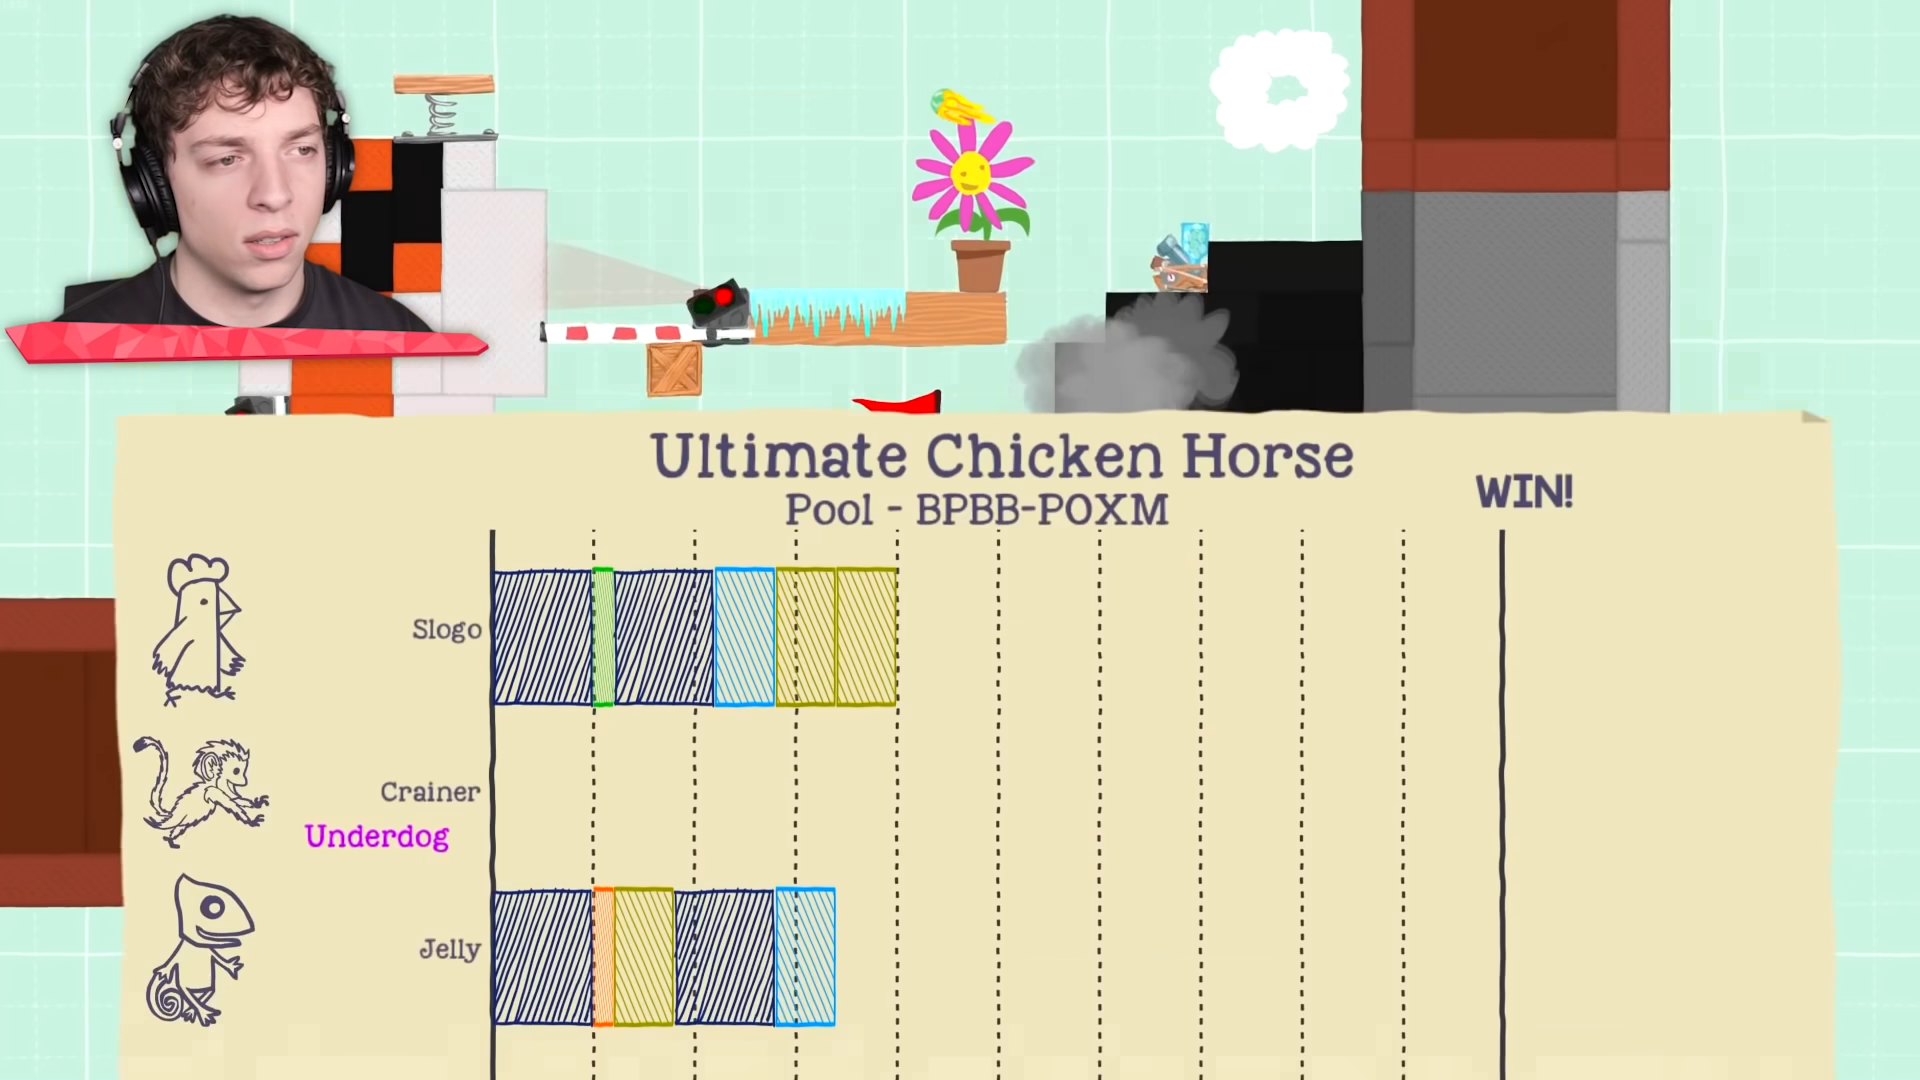 Ultimate Chicken Horse
Pool - BPBB-POXM
WIN!
Slogo
Crainer
Underdog
Jelly